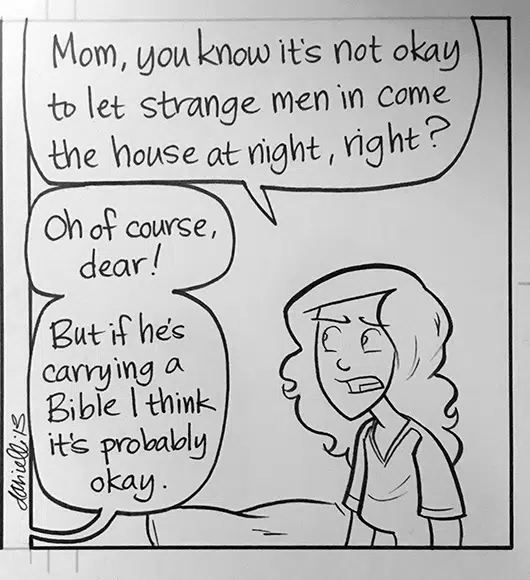 Mom, you know it's not okay
to let strange men in come
the house at night, right?
Oh of course,
dear!
But if he's
carrying a
Bible I think
it's probably
okay.